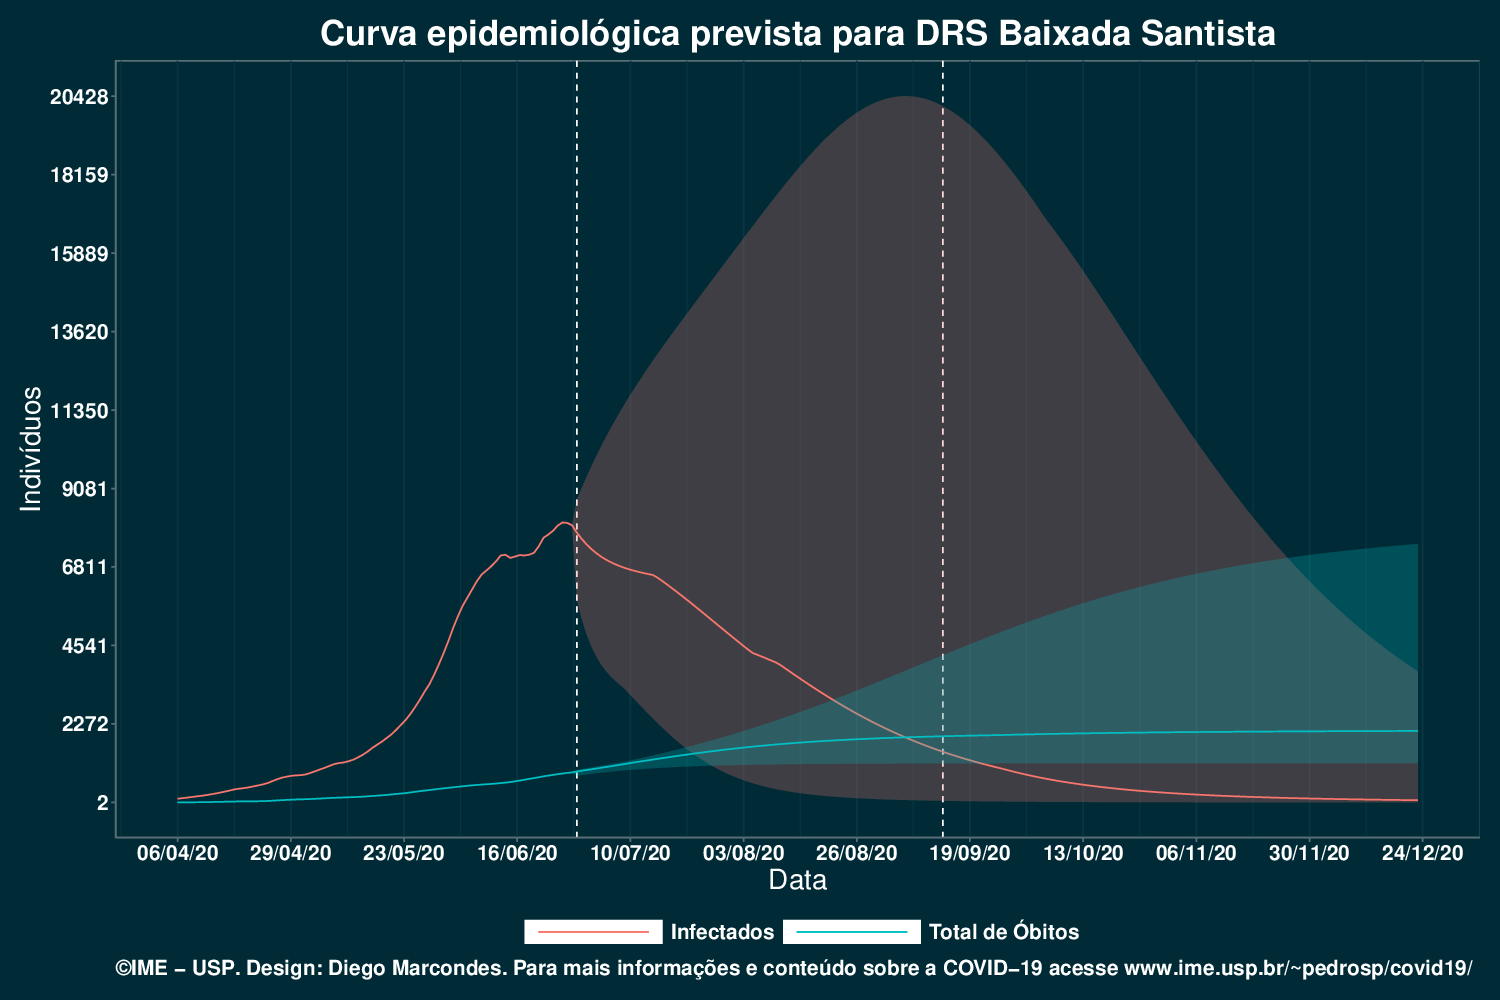 Curva epidemiológica prevista para DRS Baixada Santista
Indivíduos
20428
18159
15889
13620
11350
9081
6811
4541
2272
2
06/04/20 29/04/20 23/05/20 16/06/20 10/07/20 03/08/20 26/08/20 19/09/20 13/10/20 06/11/20 30/11/20 24/12/20
Data
Infectados Total de Óbitos
©IME − USP. Design: Diego Marcondes. Para mais informações e conteúdo sobre a COVID−19 acesse www.ime.usp.br/~pedrosp/covid19/